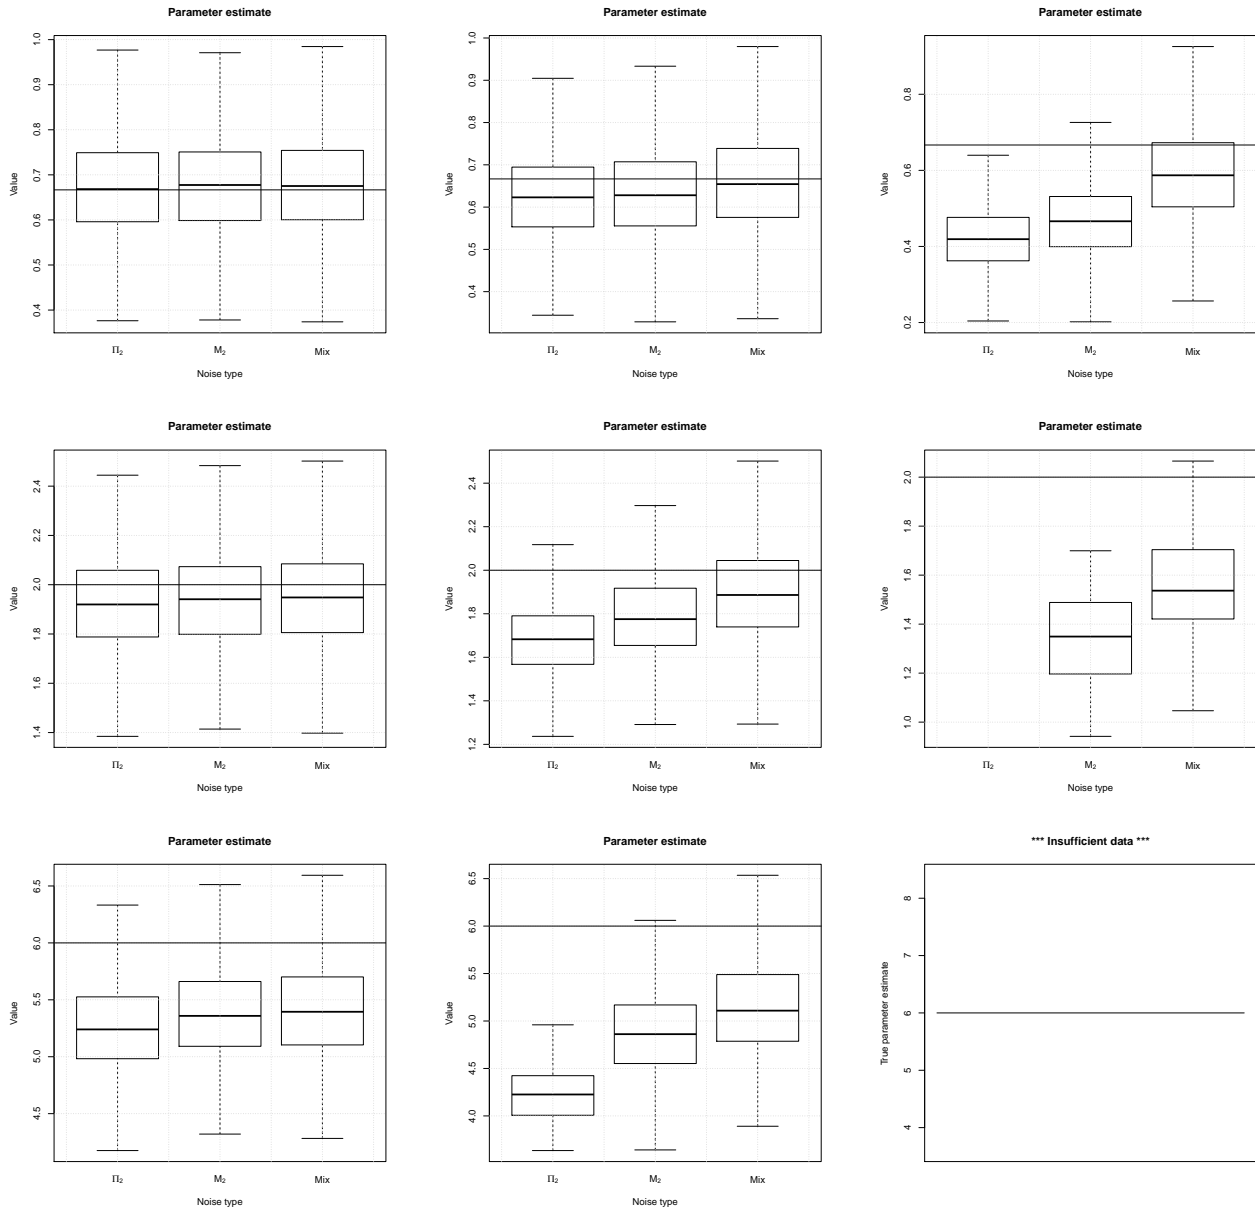 Parameter estimate
Value
1.0
0.9
0.8
0.7
0.6
0.5
0.4
Π2 M2 Mix
Noise type
Parameter estimate
Value
1.0
0.9
0.8
0.7
0.6
0.5
0.4
Π2 M2 Mix
Noise type
Parameter estimate
Value
0.8
0.6
0.4
0.2
Π2 M2 Mix
Noise type
Parameter estimate
Value
2.4
2.2
2.0
1.8
1.6
1.4
Π2 M2 Mix
Noise type
Parameter estimate
Value
2.4
2.2
2.0
1.8
1.6
1.4
1.2
Π2 M2 Mix
Noise type
Parameter estimate
Value
2.0
1.8
1.6
1.4
1.2
1.0
Π2 M2 Mix
Noise type
Parameter estimate
Value
6.5
6.0
5.5
5.0
4.5
Π2 M2 Mix
Noise type
Parameter estimate
Value
6.5
6.0
5.5
5.0
4.5
4.0
Π2 M2 Mix
Noise type
*** Insufficient data ***
True parameter estimate
8
7
6
5
4